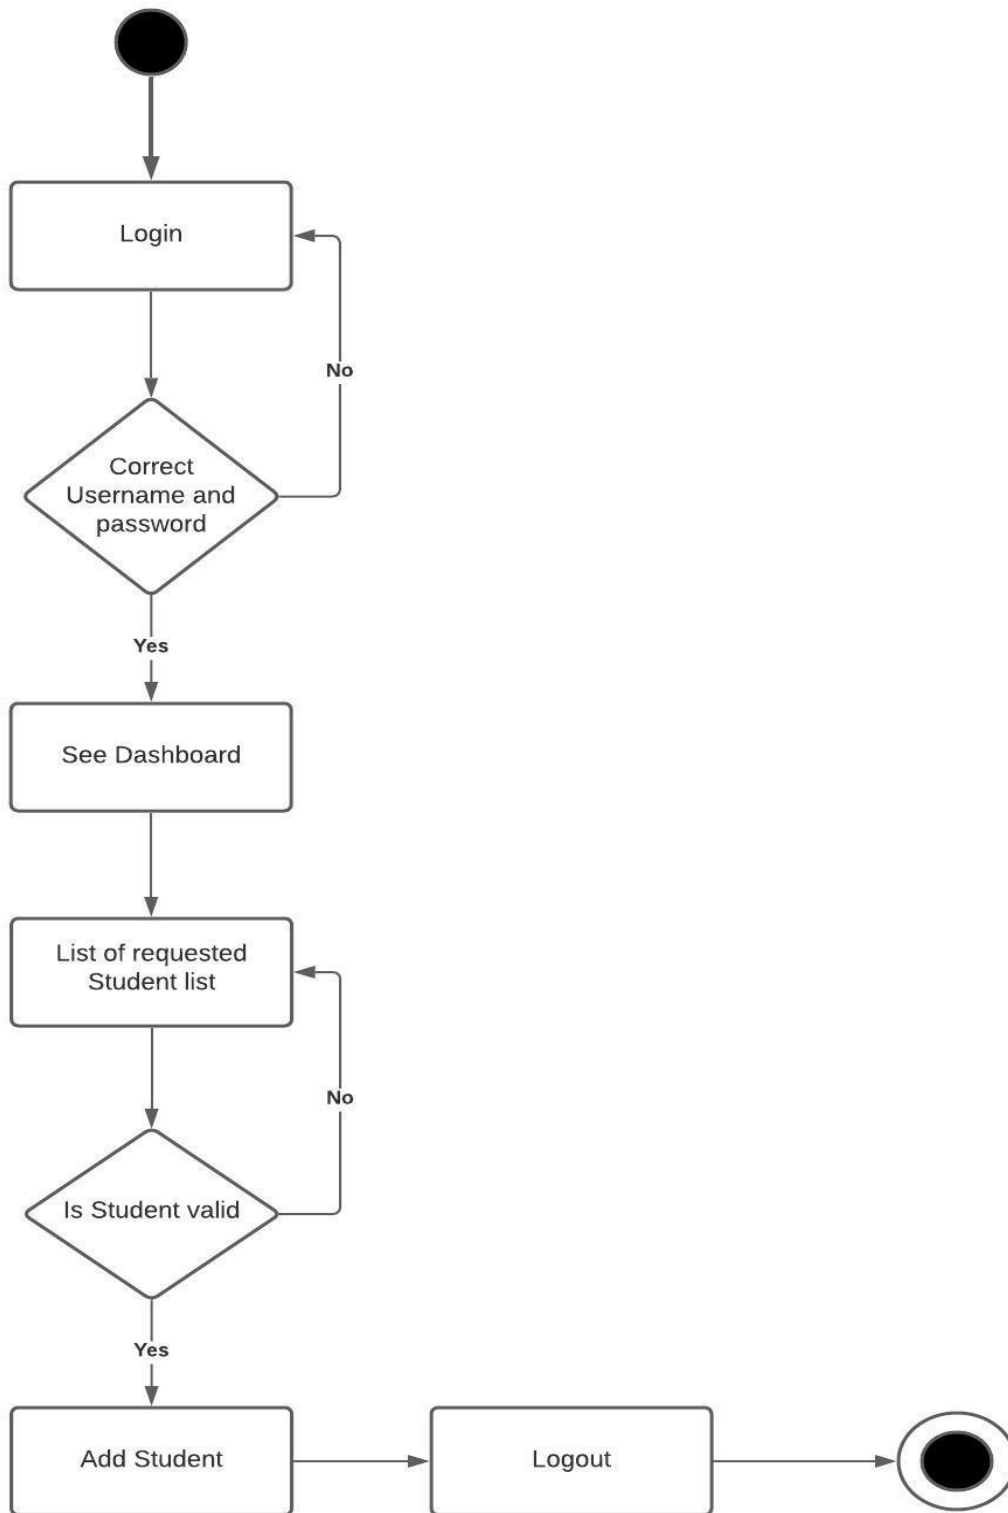 Login
No
Correct
Username and
password
Yes
See Dashboard
List of requested
Student list
No
Is Student valid
Yes
Add Student
Logout